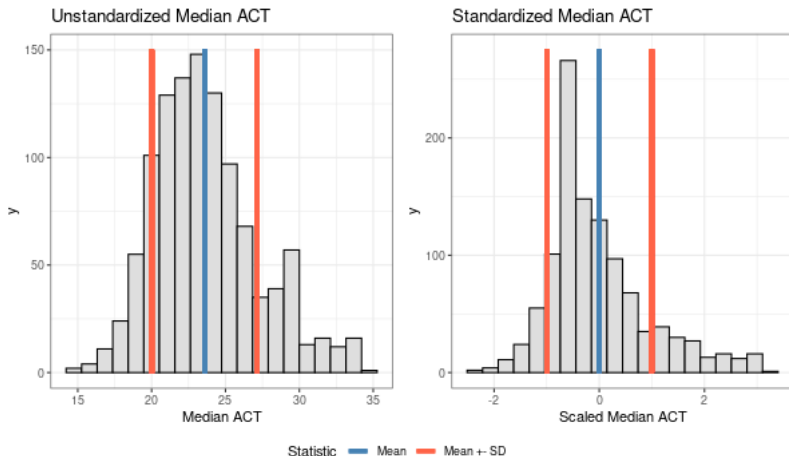 Unstandardized Median ACT
150
100
50
0
y
15 20 25 30 35
Median ACT
Standardized Median ACT
200
100
0
y
-2 0 2
Scaled Median ACT
Statistic Mean Mean +- SD